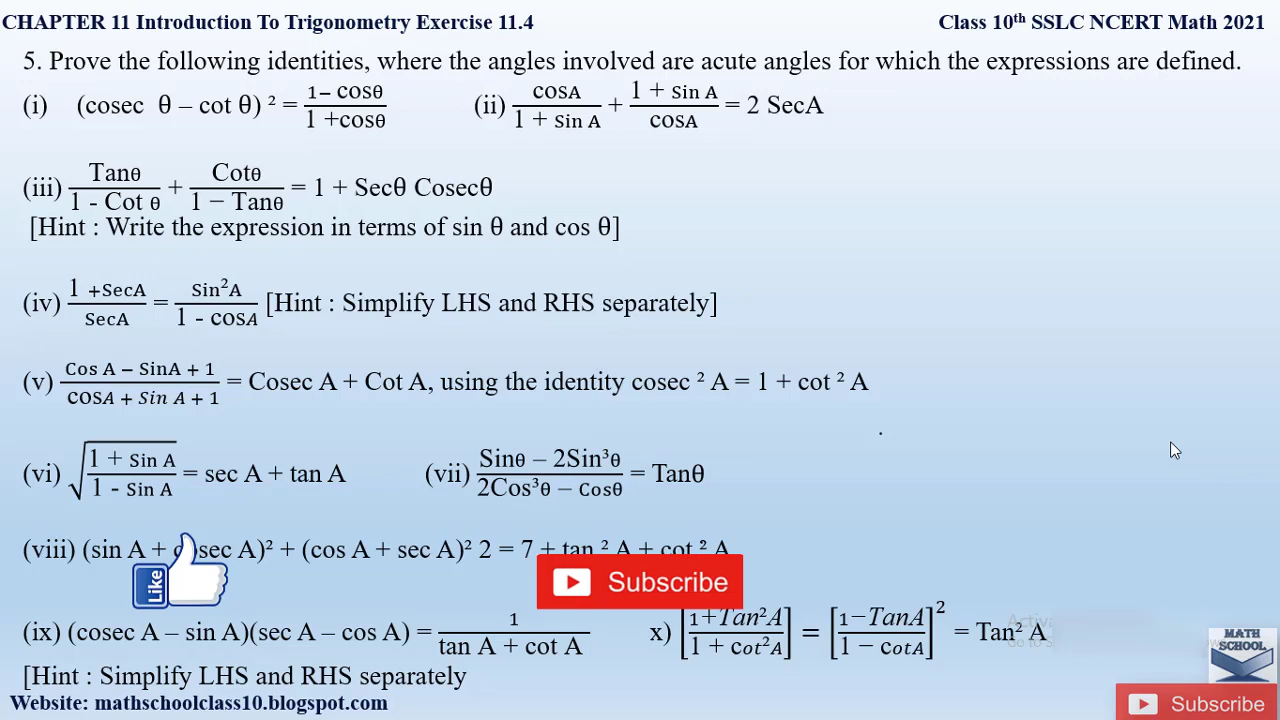 CHAPTER 11 Introduction To Trigonometry Exercise 11.4 Class 10th SSLC NCERT Math 2021
5. Prove the following identities, where the angles involved are acute angles for which the expressions are defined.
(i) (cosec θ – cot θ) ² = (1– cosθ)/(1 +cosθ) (ii) cosA/(1 + Sin A) + (1 + Sin A)/cosA = 2 SecA
(iii) Tanθ/(1 - Cot θ) + Cotθ/(1 − Tanθ) = 1 + Secθ Cosecθ
[Hint : Write the expression in terms of sin θ and cos θ]
(iv) (1 +SecA)/SecA = Sin²A/(1 - cosA) [Hint : Simplify LHS and RHS separately]
(v) (Cos A – SinA + 1)/(cosA + Sin A + 1) = Cosec A + Cot A, using the identity cosec ² A = 1 + cot ² A
.
(vi) √((1 + Sin A)/(1 - Sin A)) = sec A + tan A (vii) (Sinθ – 2Sin³θ)/(2Cos³θ – Cosθ) = Tanθ
(viii) (sin A + sec A)² + (cos A + sec A)² 2 = 7 + tan ² A + cot ² A
Like
Subscribe
(ix) (cosec A – sin A)(sec A – cos A) = 1/(tan A + cot A) x) [(1+Tan²A)/(1 + cot²A)] = [(1−TanA)/(1 − cotA)]² = Tan² A
[Hint : Simplify LHS and RHS separately
MATH
SCHOOL
Website: mathschoolclass10.blogspot.com
Subscribe